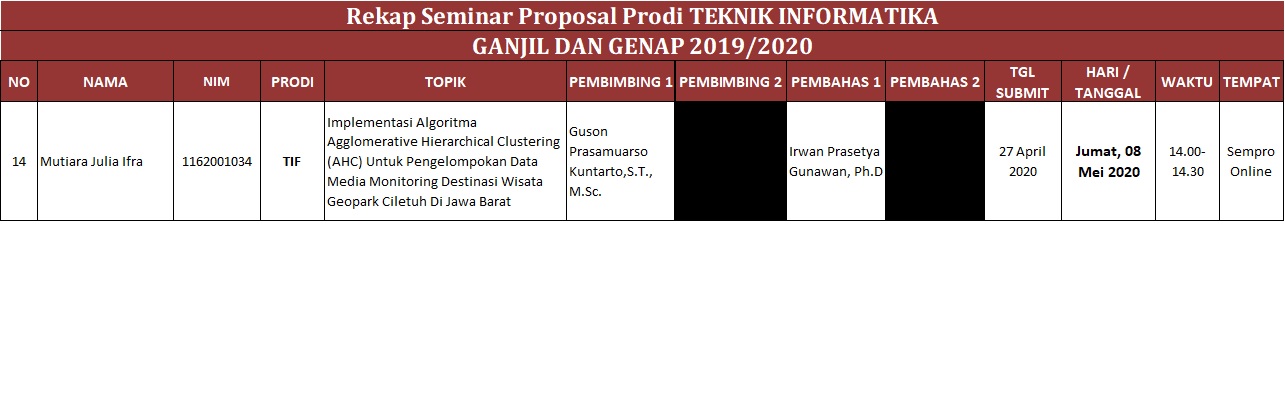 Rekap Seminar Proposal Prodi TEKNIK INFORMATIKA
GANJIL DAN GENAP 2019/2020
NO NAMA NIM PRODI TOPIK PEMBIMBING 1 PEMBIMBING 2 PEMBAHAS 1 PEMBAHAS 2 TGL SUBMIT HARI / TANGGAL WAKTU TEMPAT
14
Mutiara Julia Ifra
1162001034
TIF
Implementasi Algoritma
Agglomerative Hierarchical Clustering
(AHC) Untuk Pengelompokan Data
Media Monitoring Destinasi Wisata
Geopark Ciletuh Di Jawa Barat
Guson
Prasamuarso
Kuntarto,S.T.,
M.Sc.
Irwan Prasetya
Gunawan, Ph.D
27 April
2020
Jumat, 08
Mei 2020
14.00-
14.30
Sempro
Online